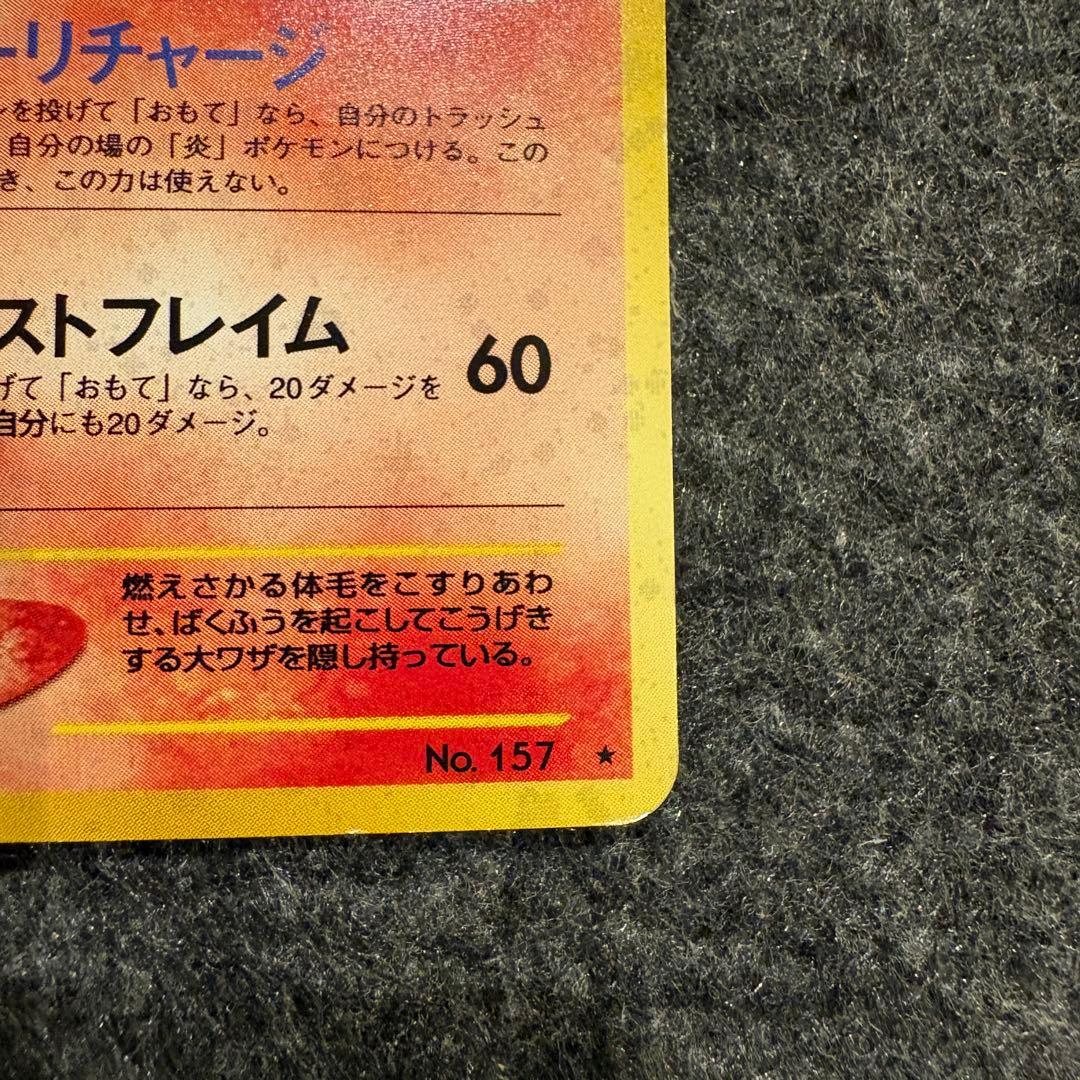 ーリチャージ
ンを投げて「おもて」なら、自分のトラッシュ
自分の場の「炎」ポケモンにつける。この
き、この力は使えない。
ストフレイム
60
げて「おもて」なら、20ダメージを
自分にも20ダメージ。
燃えさかる体毛をこすりあわ
せ、ばくふうを起こしてこうげき
する大ワザを隠し持っている。
No. 157 ★